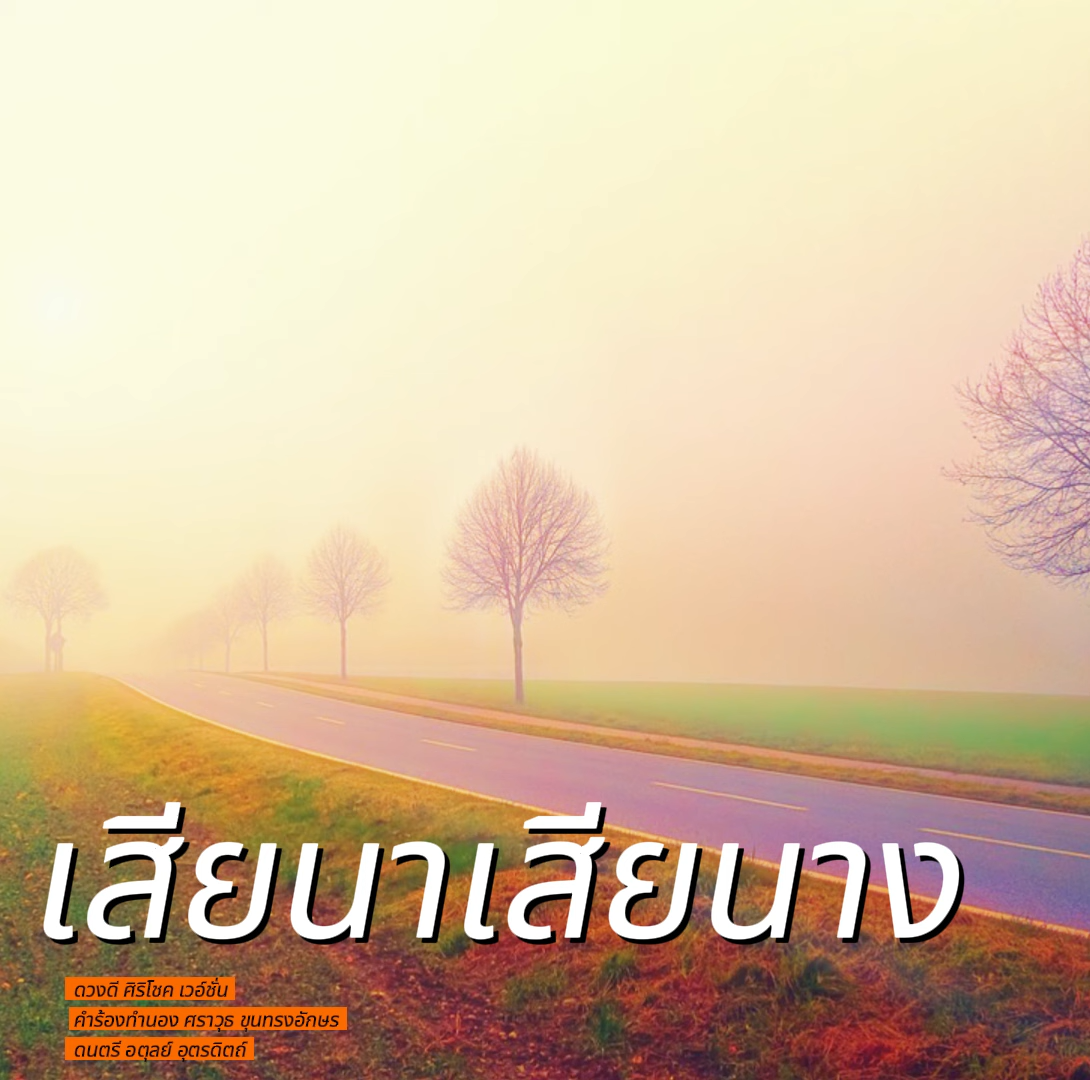 เสียนาเสียนาง
ดวงดี ศิริโชค เวอ์ชั่น
คำร้องทำนอง ศราวุธ ขุนทรงอักษร
ดนตรี อตุลย์ อุตรดิตถ์